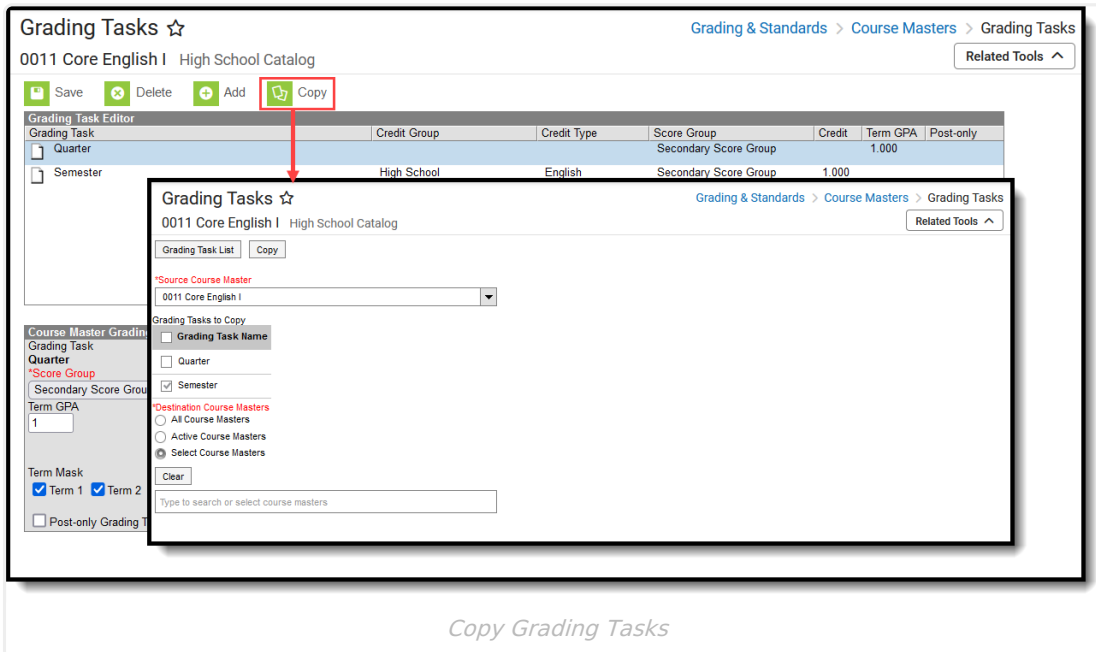 Grading Tasks
Grading & Standards > Course Masters > Grading Tasks
0011 Core English I High School Catalog
Related Tools
Save Delete Add Copy
Grading Task Editor
Grading Task Credit Group Credit Type Score Group Credit Term GPA Post-only
Quarter Secondary Score Group 1.000
Semester High School English Secondary Score Group 1.000
Grading Tasks
Grading & Standards > Course Masters > Grading Tasks
0011 Core English I High School Catalog
Related Tools
Grading Task List Copy
*Source Course Master
0011 Core English I
Grading Tasks to Copy
Grading Task Name
Quarter
Semester
*Destination Course Masters
All Course Masters
Active Course Masters
Select Course Masters
Clear
Type to search or select course masters
Course Master Grading
Grading Task
Quarter
*Score Group
Secondary Score Grou
Term GPA
1
Term Mask
Term 1 Term 2
Post-only Grading T
Copy Grading Tasks